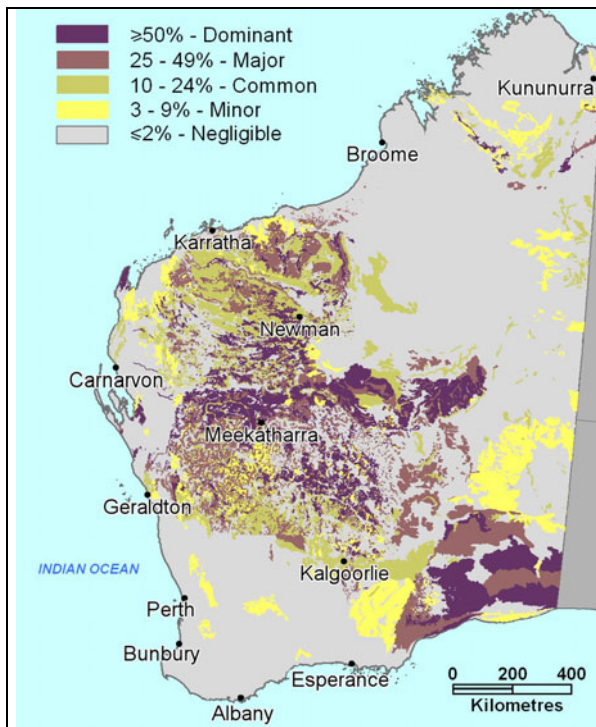 ≥50% - Dominant
25 - 49% - Major
10 - 24% - Common
3 - 9% - Minor
≤2% - Negligible
Kununurra
Broome
Karratha
Newman
Carnarvon
Meekatharra
Geraldton
INDIAN OCEAN
Kalgoorlie
Perth
Bunbury
Esperance
Albany
0 200 400
Kilometres